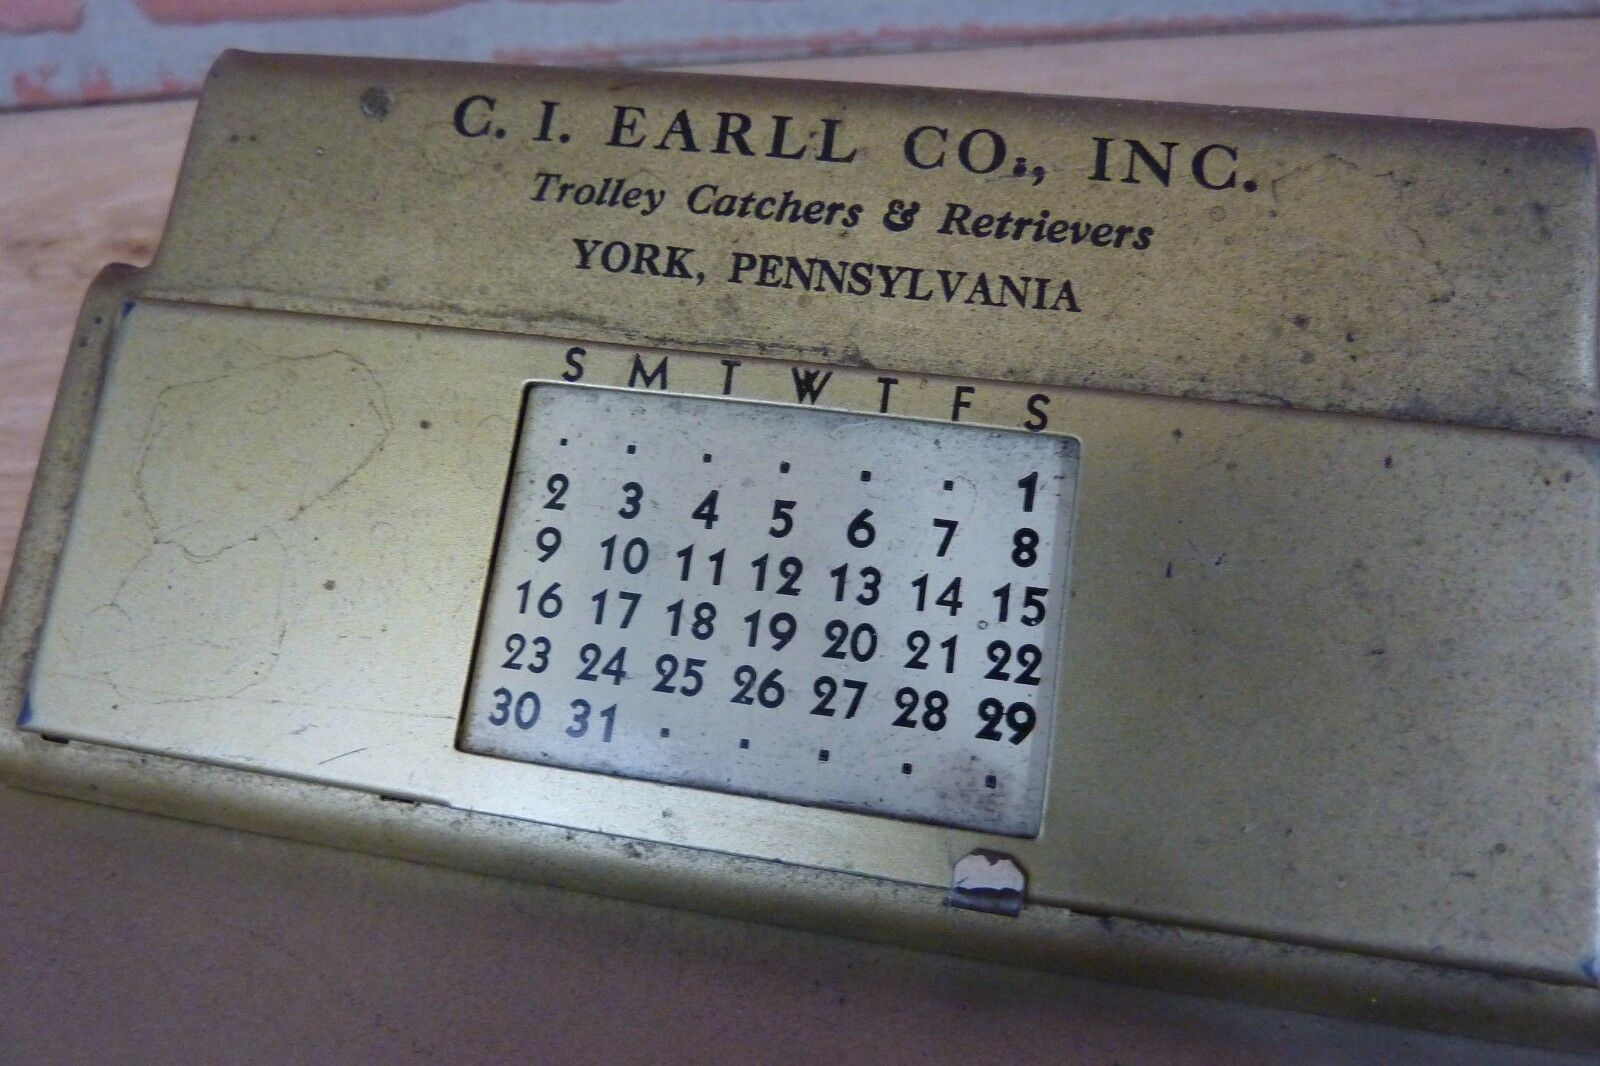 C. I. EARLL CO., INC.
Trolley Catchers & Retrievers
YORK, PENNSYLVANIA
S M T W T F S
. . . . . . 1
2 3 4 5 6 7 8
9 10 11 12 13 14 15
16 17 18 19 20 21 22
23 24 25 26 27 28 29
30 31 . . . . .